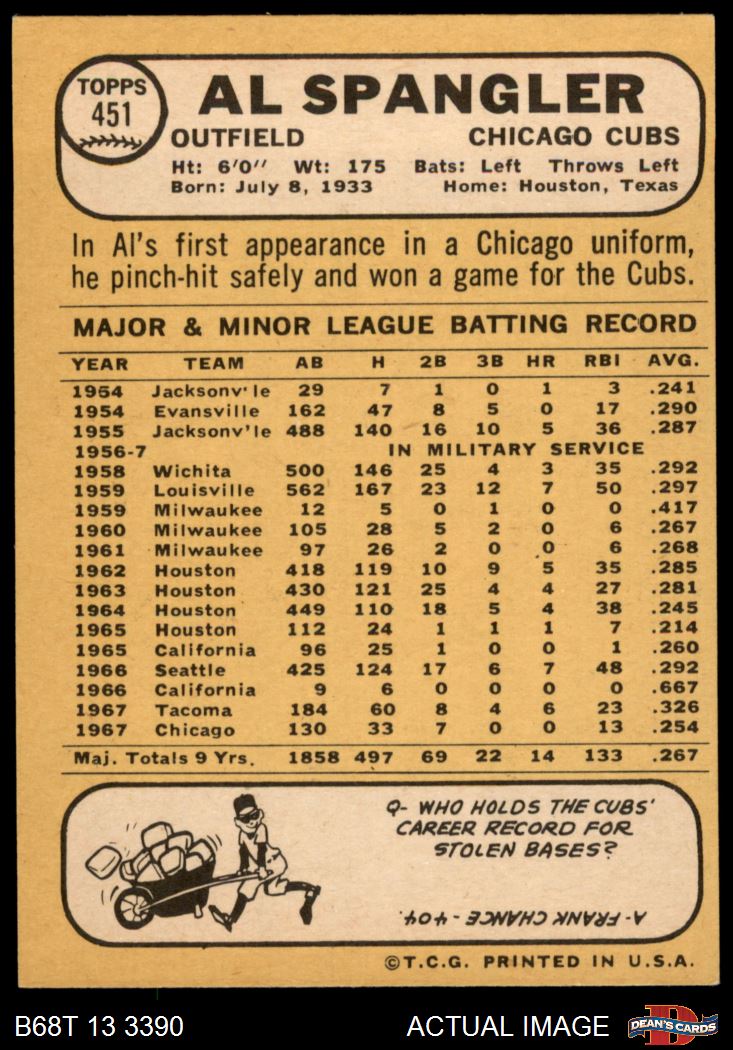 TOPPS
451
AL SPANGLER
OUTFIELD CHICAGO CUBS
Ht: 6'0'' Wt: 175 Bats: Left Throws Left
Born: July 8, 1933 Home: Houston, Texas
In Al's first appearance in a Chicago uniform,
he pinch-hit safely and won a game for the Cubs.
MAJOR & MINOR LEAGUE BATTING RECORD
YEAR TEAM AB H 2B 3B HR RBI AVG.
1954 Jacksonv'le 29 7 1 0 1 3 .241
1954 Evansville 162 47 8 5 0 17 .290
1955 Jacksonv'le 488 140 16 10 5 36 .287
1956-7 IN MILITARY SERVICE
1958 Wichita 500 146 25 4 3 35 .292
1959 Louisville 562 167 23 12 7 50 .297
1959 Milwaukee 12 5 0 1 0 0 .417
1960 Milwaukee 105 28 5 2 0 6 .267
1961 Milwaukee 97 26 2 0 0 6 .268
1962 Houston 418 119 10 9 5 35 .285
1963 Houston 430 121 25 4 4 27 .281
1964 Houston 449 110 18 5 4 38 .245
1965 Houston 112 24 1 1 1 7 .214
1965 California 96 25 1 0 0 1 .260
1966 Seattle 425 124 17 6 7 48 .292
1966 California 9 6 0 0 0 0 .667
1967 Tacoma 184 60 8 4 6 23 .326
1967 Chicago 130 33 7 0 0 13 .254
Maj. Totals 9 Yrs. 1858 497 69 22 14 133 .267
Q- WHO HOLDS THE CUBS'
CAREER RECORD FOR
STOLEN BASES?
A- FRANK CHANCE - 404.
©T.C.G. PRINTED IN U.S.A.
B68T 13 3390 ACTUAL IMAGE DEAN'S CARDS